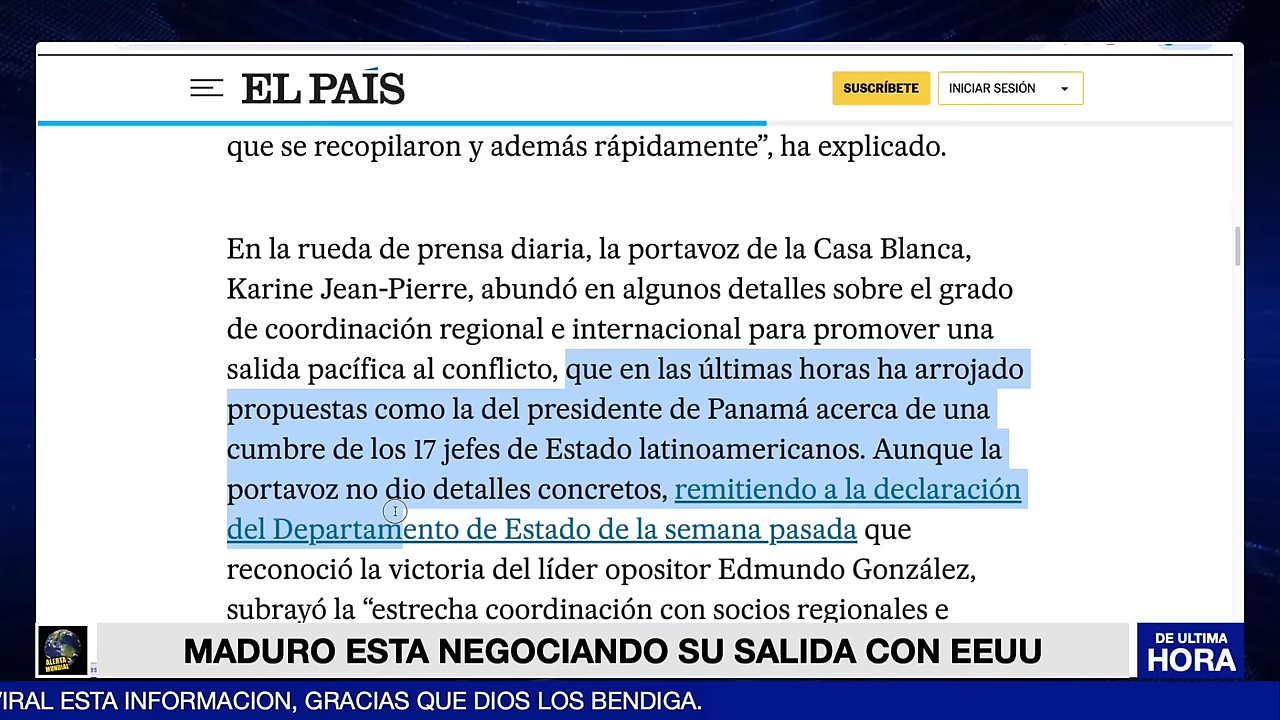 EL PAÍS
SUSCRÍBETE
INICIAR SESIÓN
que se recopilaron y además rápidamente”, ha explicado.
En la rueda de prensa diaria, la portavoz de la Casa Blanca,
Karine Jean-Pierre, abundó en algunos detalles sobre el grado
de coordinación regional e internacional para promover una
salida pacífica al conflicto, que en las últimas horas ha arrojado
propuestas como la del presidente de Panamá acerca de una
cumbre de los 17 jefes de Estado latinoamericanos. Aunque la
portavoz no dio detalles concretos, remitiendo a la declaración
del Departamento de Estado de la semana pasada que
reconoció la victoria del líder opositor Edmundo González,
subrayó la “estrecha coordinación con socios regionales e
ALERTA
MUNDIAL
MADURO ESTA NEGOCIANDO SU SALIDA CON EEUU
DE ULTIMA
HORA
VIRAL ESTA INFORMACION, GRACIAS QUE DIOS LOS BENDIGA.